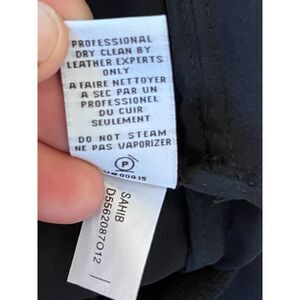 PROFESSIONAL
DRY CLEAN BY
LEATHER EXPERTS
ONLY
A FAIRE NETTOYER
A SEC PAR UN
PROFESSIONEL
DU CUIR
SEULEMENT
DO NOT STEAM
NE PAS VAPORIZER
P
SAHIB
D5562087012